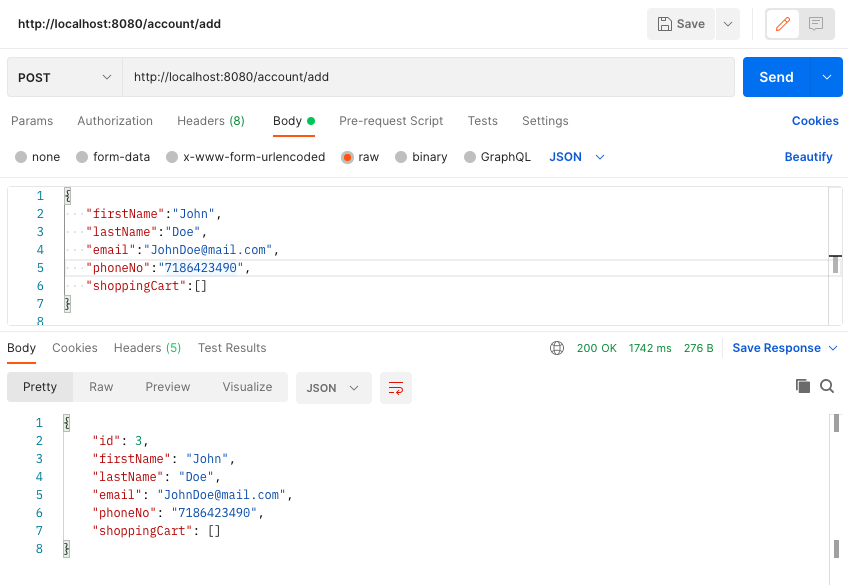 http://localhost:8080/account/add Save
POST http://localhost:8080/account/add Send
Params Authorization Headers (8) Body Pre-request Script Tests Settings Cookies
none form-data x-www-form-urlencoded raw binary GraphQL JSON Beautify
1 {
2 "firstName":"John",
3 "lastName":"Doe",
4 "email":"JohnDoe@mail.com",
5 "phoneNo":"7186423490",
6 "shoppingCart":[]
7 }
8
Body Cookies Headers (5) Test Results 200 OK 1742 ms 276 B Save Response
Pretty Raw Preview Visualize JSON
1 {
2 "id": 3,
3 "firstName": "John",
4 "lastName": "Doe",
5 "email": "JohnDoe@mail.com",
6 "phoneNo": "7186423490",
7 "shoppingCart": []
8 }